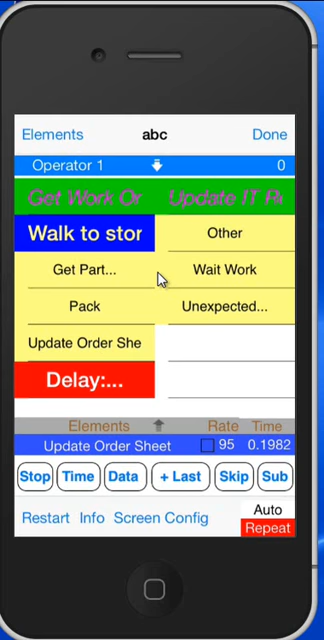 Elements abc Done
Operator 1 0
Get Work Or Update IT R
Walk to stor Other
Get Part... Wait Work
Pack Unexpected...
Update Order She
Delay:...
Elements Rate Time
Update Order Sheet 95 0.1982
Stop Time Data + Last Skip Sub
Restart Info Screen Config Auto
Repeat